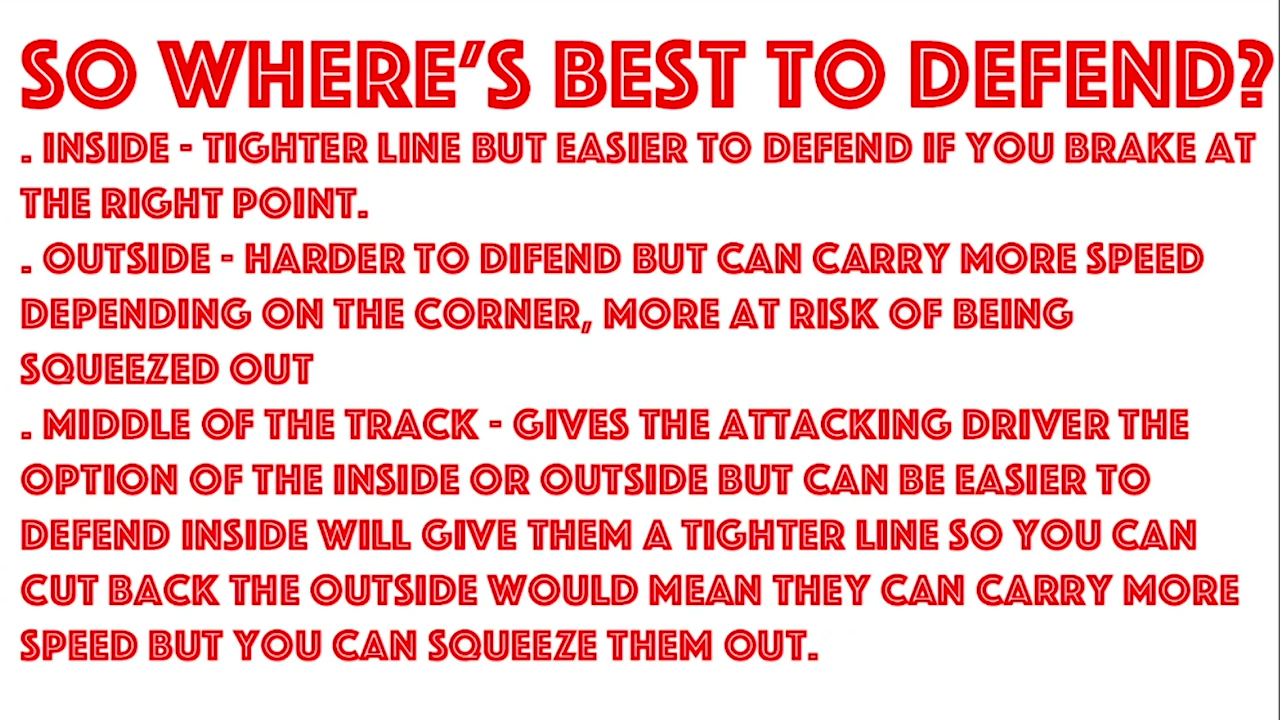 SO WHERE'S BEST TO DEFEND?
. INSIDE - TIGHTER LINE BUT EASIER TO DEFEND IF YOU BRAKE AT
THE RIGHT POINT.
. OUTSIDE - HARDER TO DIFEND BUT CAN CARRY MORE SPEED
DEPENDING ON THE CORNER, MORE AT RISK OF BEING
SQUEEZED OUT
. MIDDLE OF THE TRACK - GIVES THE ATTACKING DRIVER THE
OPTION OF THE INSIDE OR OUTSIDE BUT CAN BE EASIER TO
DEFEND INSIDE WILL GIVE THEM A TIGHTER LINE SO YOU CAN
CUT BACK THE OUTSIDE WOULD MEAN THEY CAN CARRY MORE
SPEED BUT YOU CAN SQUEEZE THEM OUT.